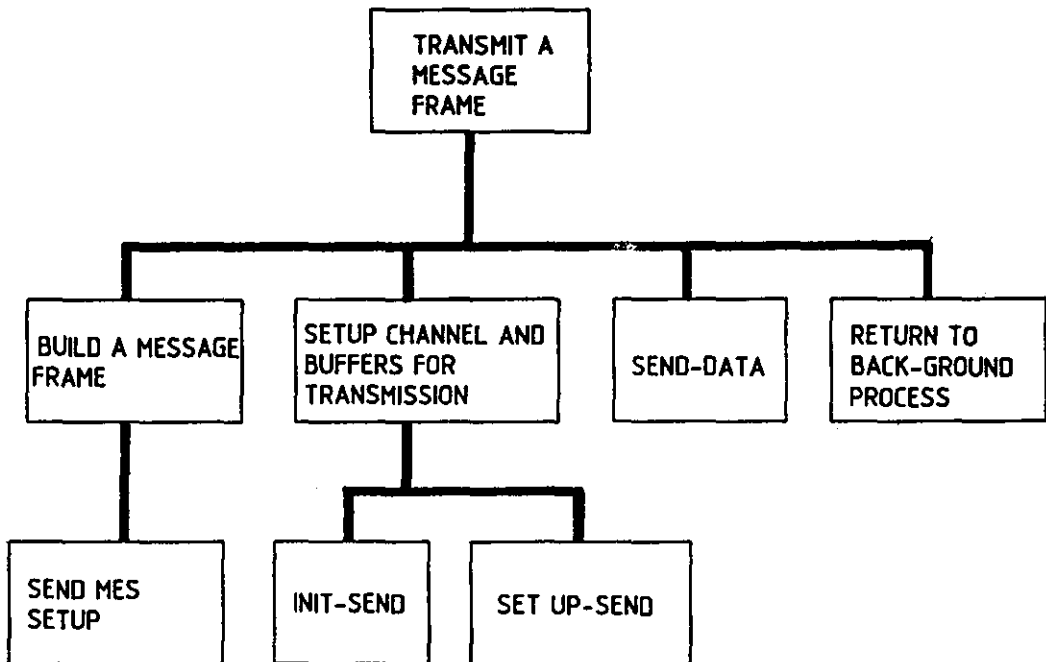 TRANSMIT A
MESSAGE
FRAME
BUILD A MESSAGE
FRAME
SETUP CHANNEL AND
BUFFERS FOR
TRANSMISSION
SEND-DATA
RETURN TO
BACK-GROUND
PROCESS
SEND MES
SETUP
INIT-SEND
SET UP-SEND